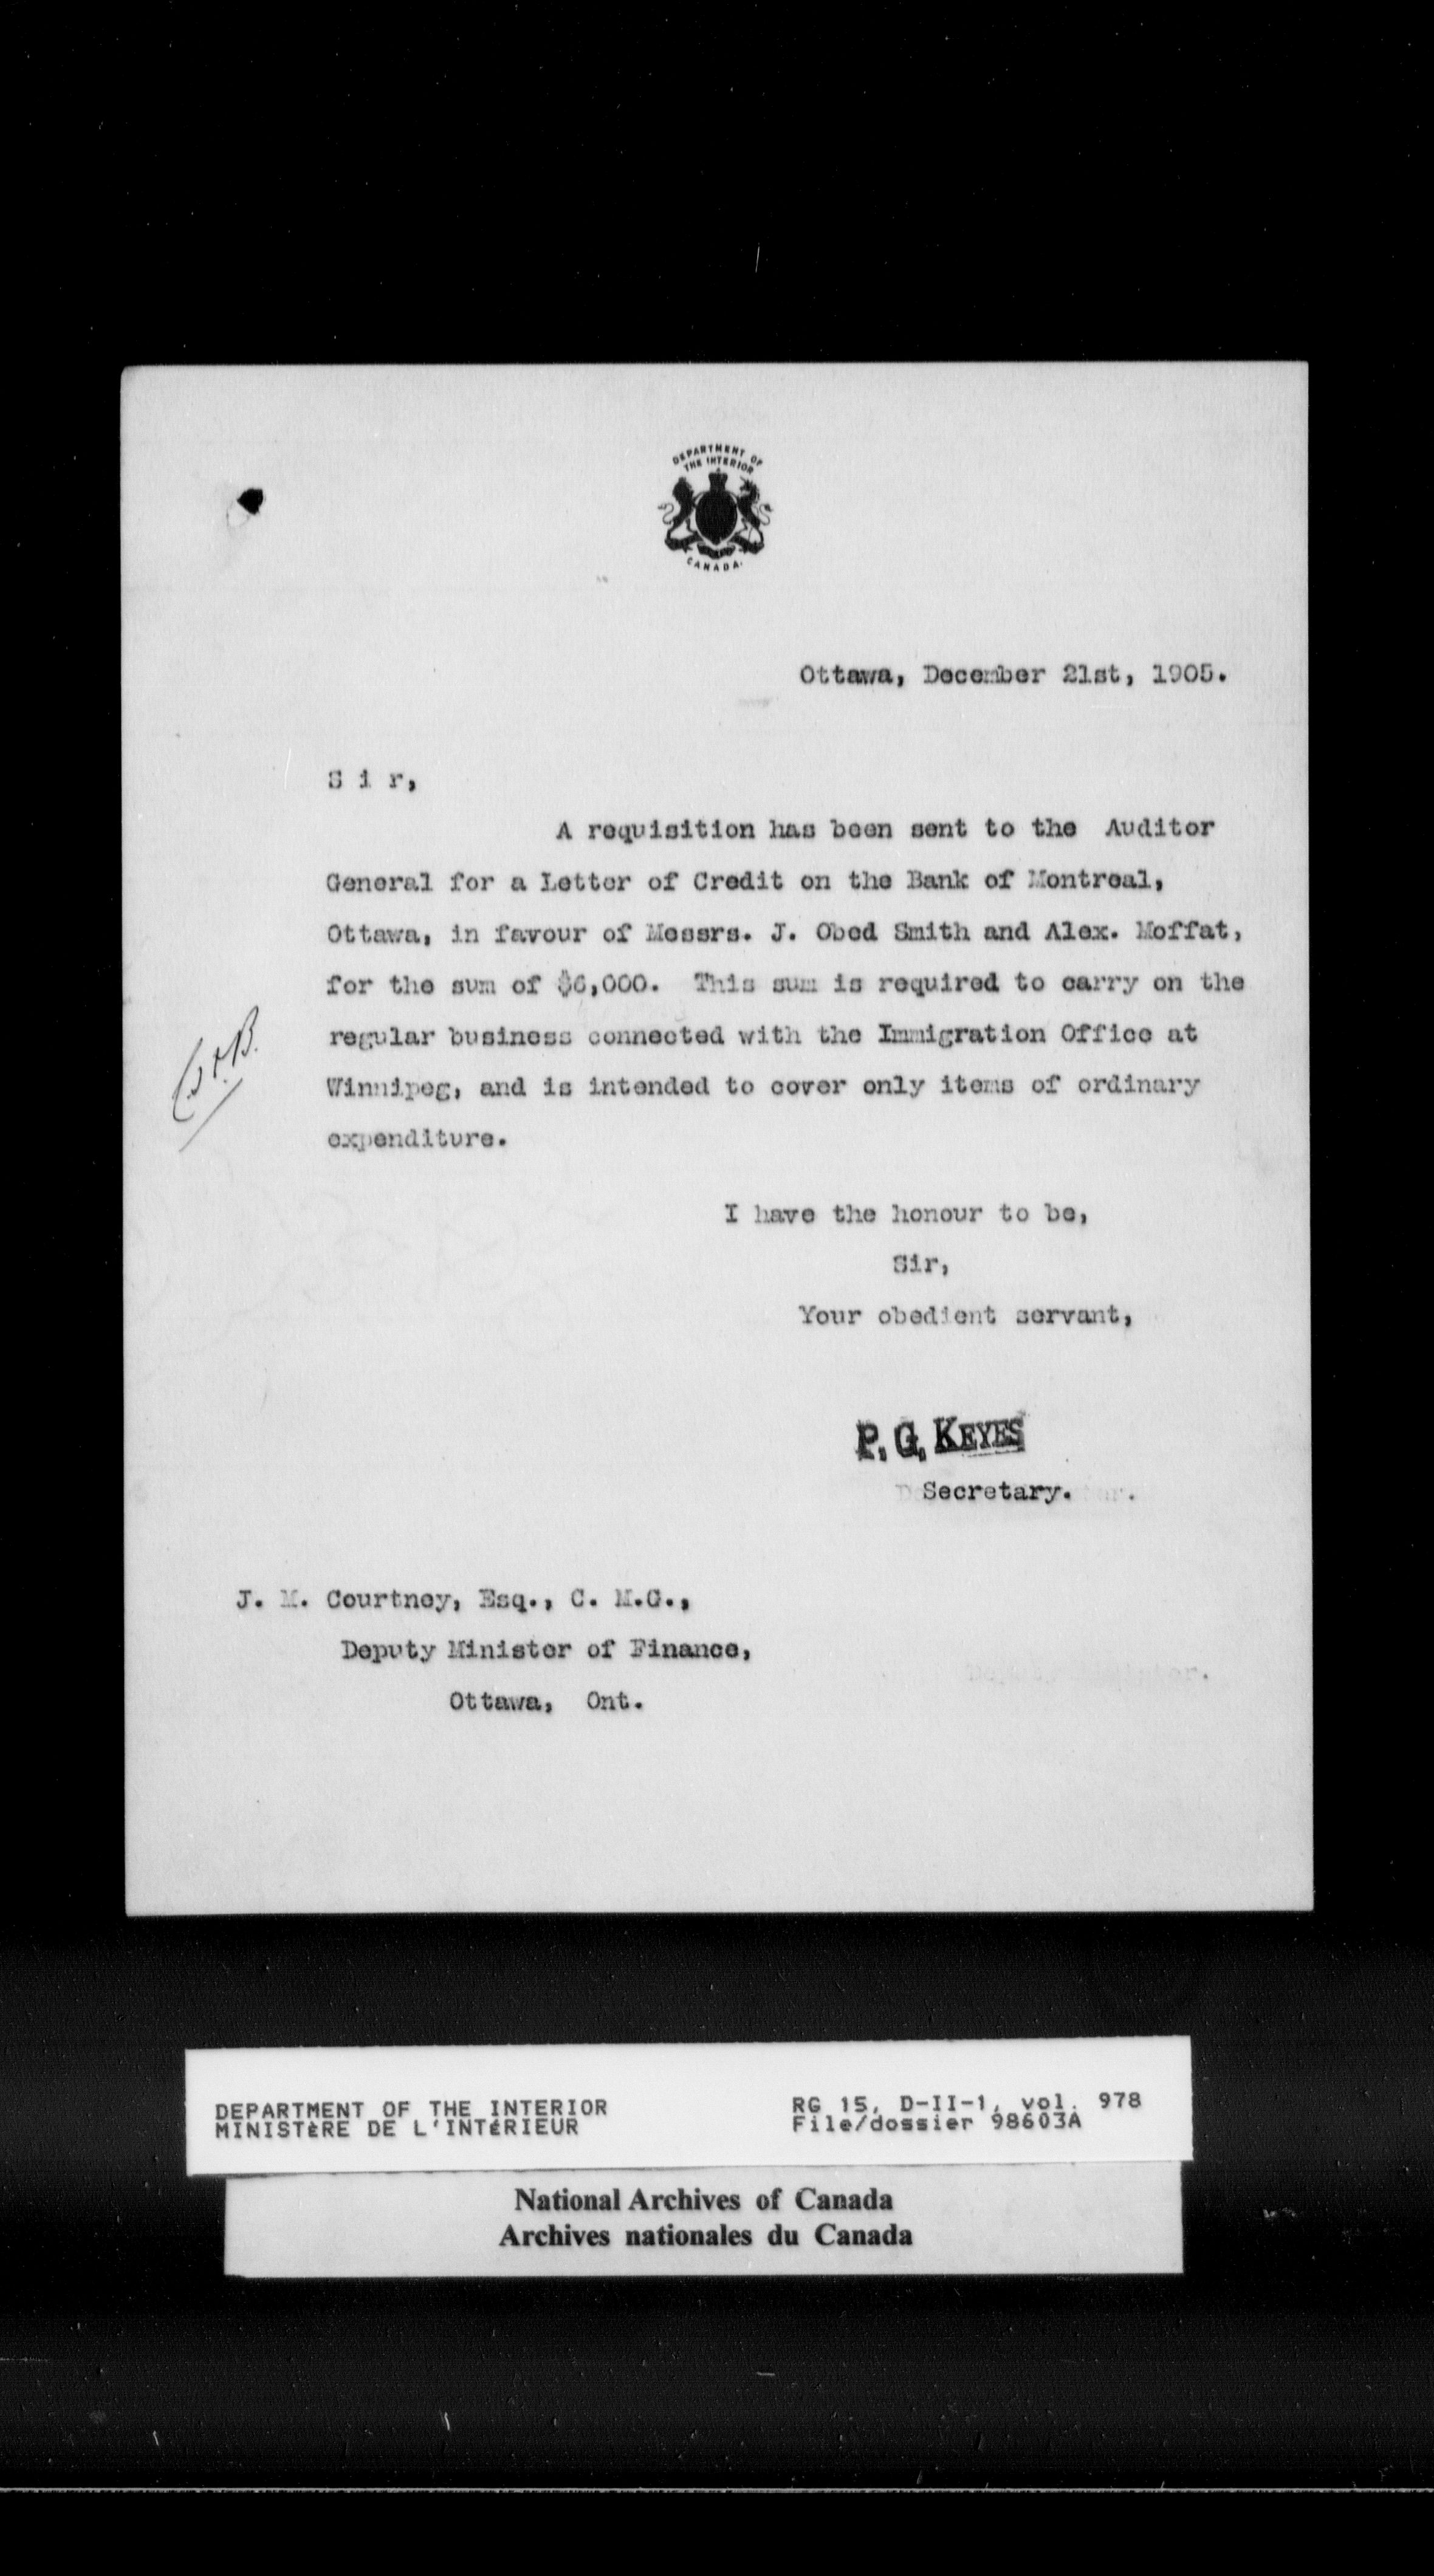 DEPARTMENT OF
THE INTERIOR
CANADA.
Ottawa, December 21st, 1905.
S i r,
A requisition has been sent to the Auditor
General for a Letter of Credit on the Bank of Montreal,
Ottawa, in favour of Messrs. J. Obed Smith and Alex. Moffat,
for the sum of $6,000. This sum is required to carry on the
regular business connected with the Immigration Office at
Winnipeg, and is intended to cover only items of ordinary
expenditure.
I have the honour to be,
Sir,
Your obedient servant,
P. G. KEYES
Secretary.
J. M. Courtney, Esq., C. M.G.,
Deputy Minister of Finance,
Ottawa, Ont.
DEPARTMENT OF THE INTERIOR
MINISTÈRE DE L'INTÉRIEUR
RG 15, D-II-1, vol. 978
File/dossier 98603A
National Archives of Canada
Archives nationales du Canada